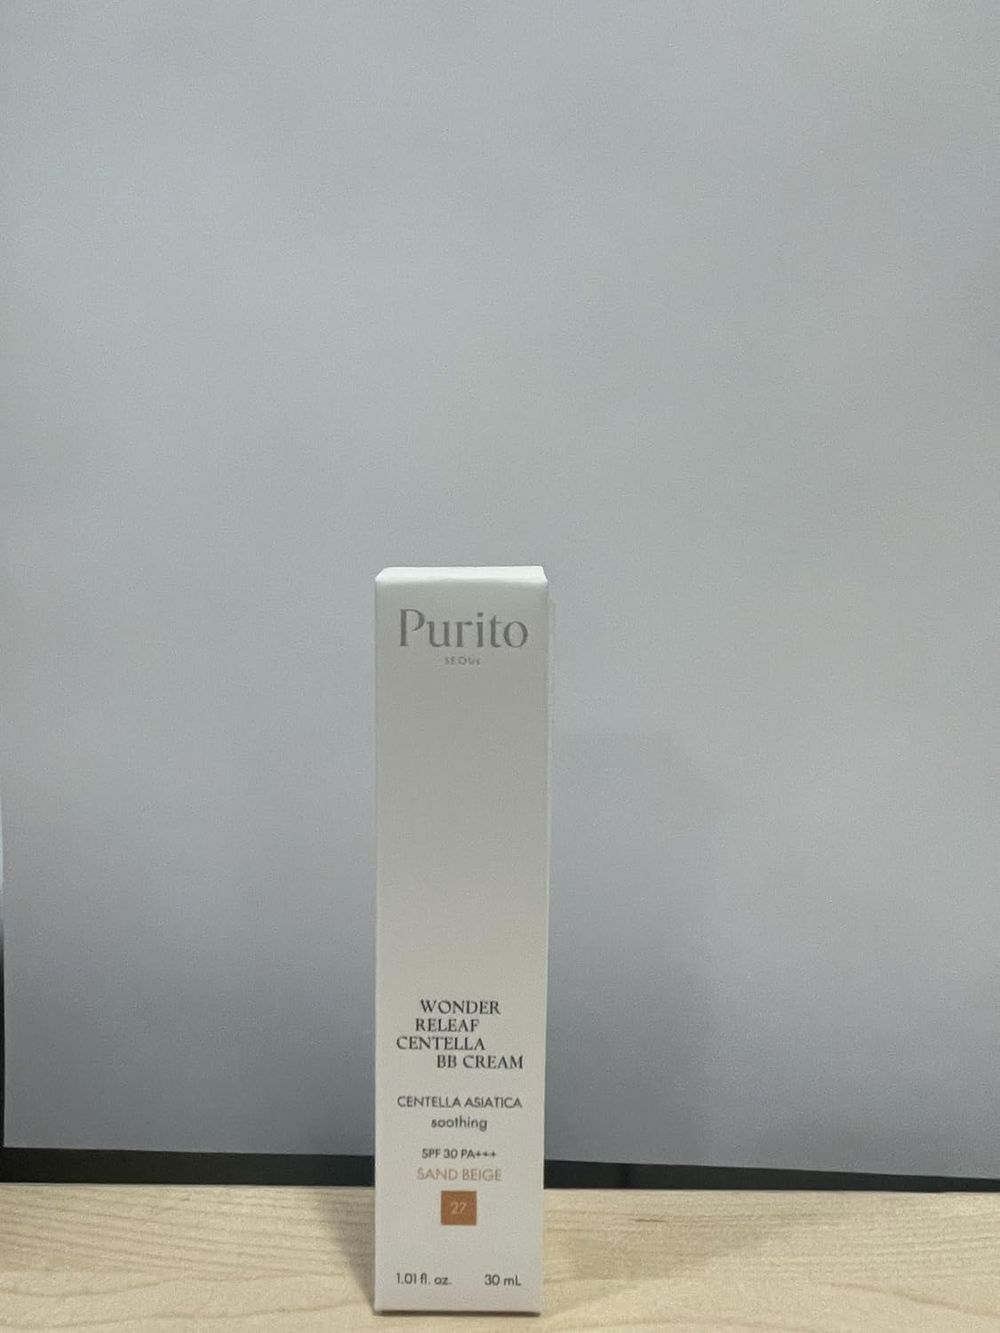 Purito
SEOUL
WONDER
RELEAF
CENTELLA
BB CREAM
CENTELLA ASIATICA
soothing
SPF 30 PA+++
SAND BEIGE
27
1.01 fl. oz. 30 mL